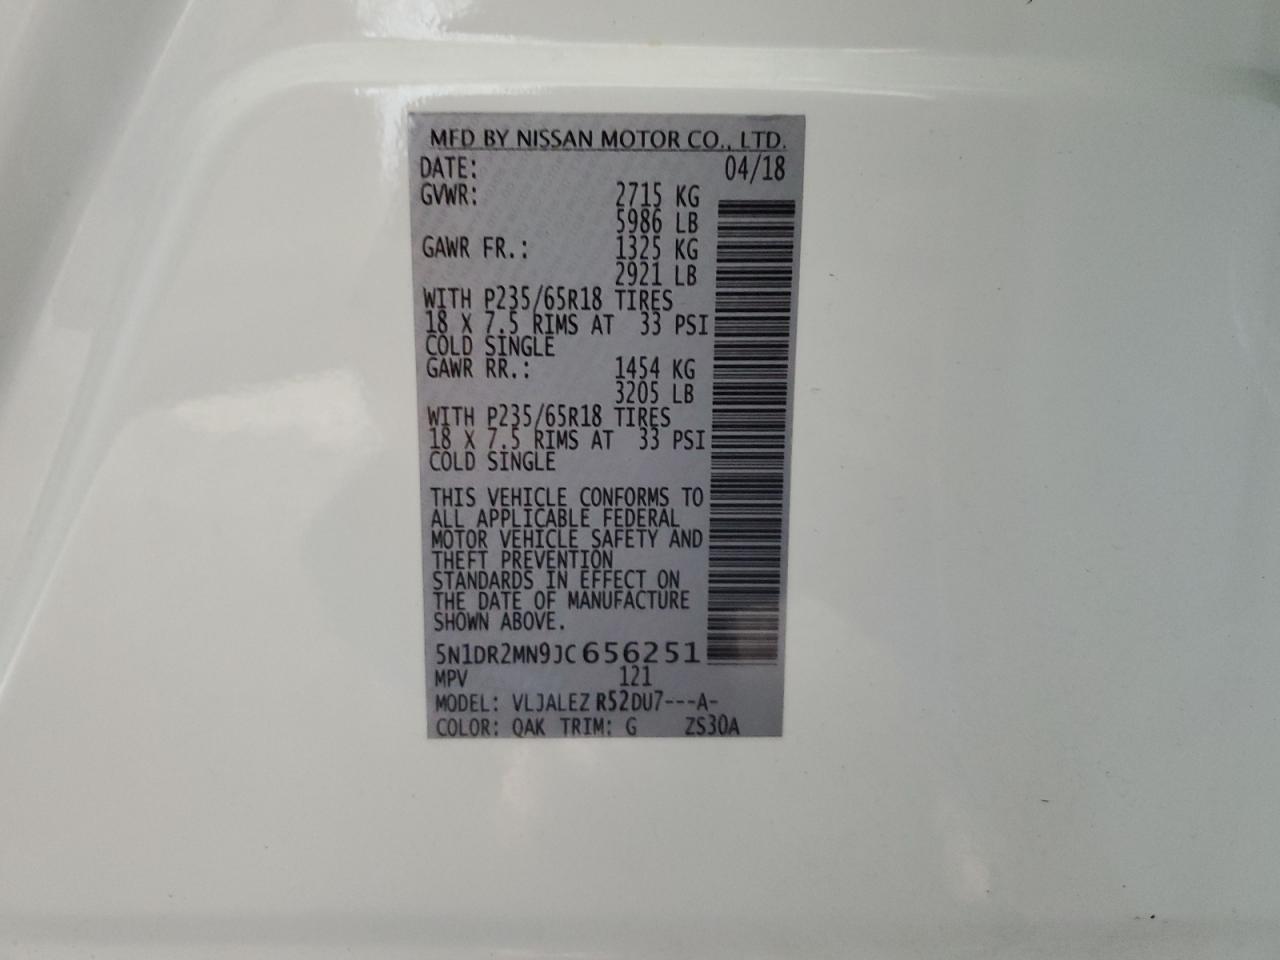 MFD BY NISSAN MOTOR CO., LTD.
DATE: 04/18
GVWR: 2715 KG
5986 LB
GAWR FR.: 1325 KG
2921 LB
WITH P235/65R18 TIRES
18 X 7.5 RIMS AT 33 PSI
COLD SINGLE
GAWR RR.: 1454 KG
3205 LB
WITH P235/65R18 TIRES
18 X 7.5 RIMS AT 33 PSI
COLD SINGLE
THIS VEHICLE CONFORMS TO
ALL APPLICABLE FEDERAL
MOTOR VEHICLE SAFETY AND
THEFT PREVENTION
STANDARDS IN EFFECT ON
THE DATE OF MANUFACTURE
SHOWN ABOVE.
5N1DR2MN9JC656251
MPV 121
MODEL: VLJALEZ R52DU7---A-
COLOR: QAK TRIM: G ZS30A